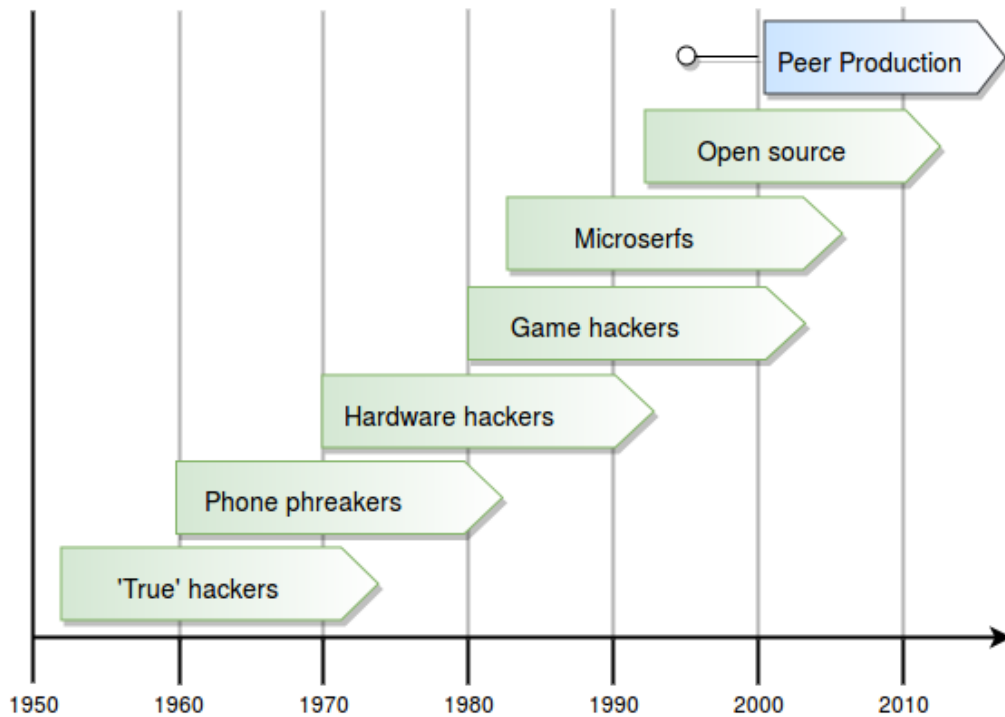 Peer Production
Open source
Microserfs
Game hackers
Hardware hackers
Phone phreakers
'True' hackers
1950 1960 1970 1980 1990 2000 2010